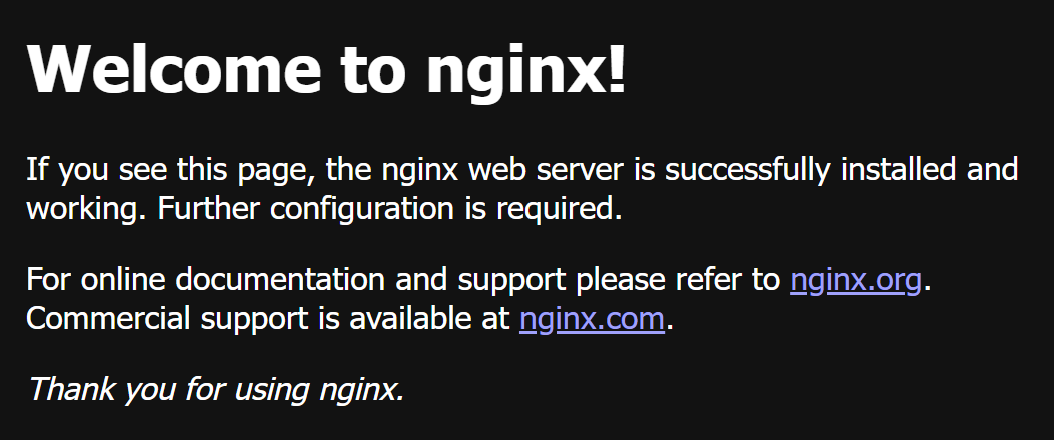 Welcome to nginx!
If you see this page, the nginx web server is successfully installed and
working. Further configuration is required.
For online documentation and support please refer to nginx.org.
Commercial support is available at nginx.com.
Thank you for using nginx.